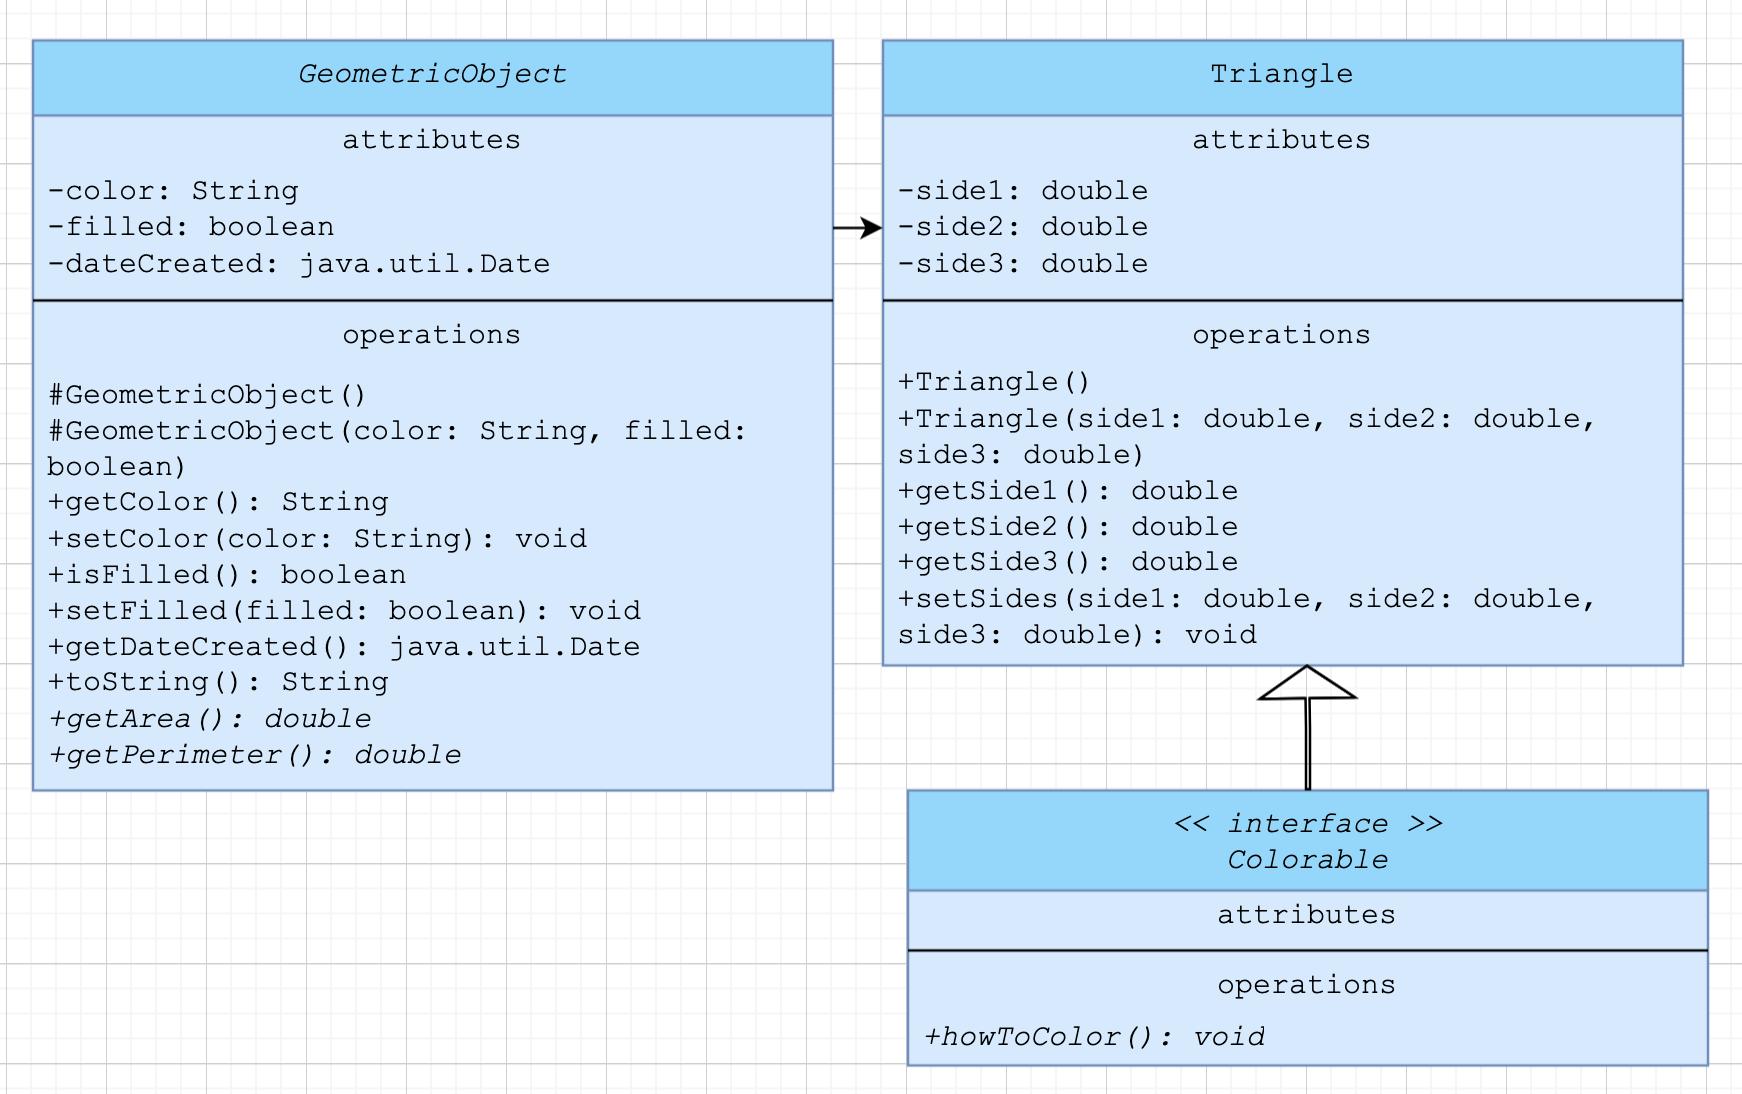 GeometricObject
attributes
-color: String
-filled: boolean
-dateCreated: java.util.Date
operations
#GeometricObject()
#GeometricObject(color: String, filled:
boolean)
+getColor(): String
+setColor(color: String): void
+isFilled(): boolean
+setFilled(filled: boolean): void
+getDateCreated(): java.util.Date
+toString(): String
+getArea(): double
+getPerimeter(): double
Triangle
attributes
-side1: double
-side2: double
-side3: double
operations
+Triangle()
+Triangle(side1: double, side2: double,
side3: double)
+getSide1(): double
+getSide2(): double
+getSide3(): double
+setSides(side1: double, side2: double,
side3: double): void
<< interface >>
Colorable
attributes
operations
+howToColor(): void